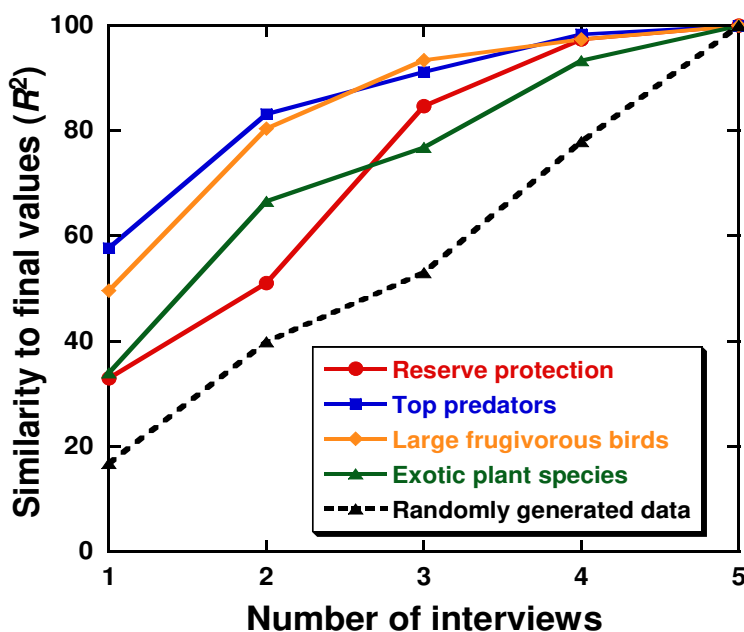 100
80
60
40
20
0
Similarity to final values (R²)
Reserve protection
Top predators
Large frugivorous birds
Exotic plant species
Randomly generated data
1 2 3 4 5
Number of interviews